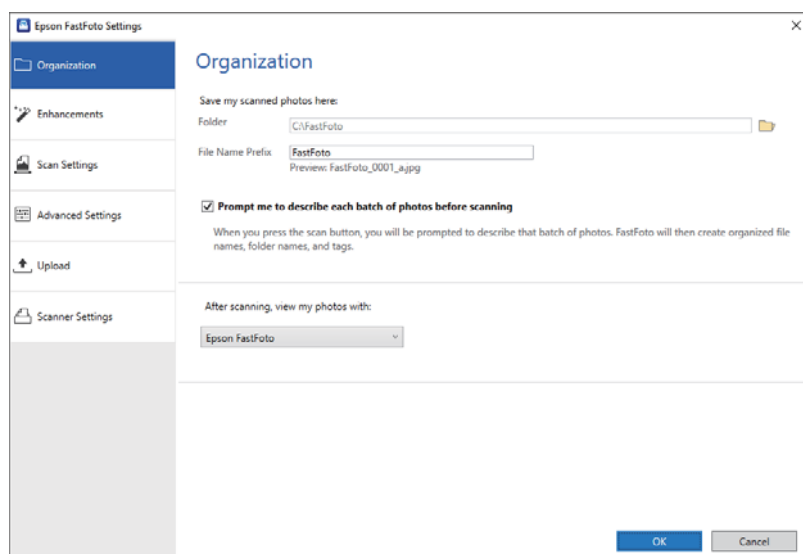 Epson FastFoto Settings
Organization
Enhancements
Scan Settings
Advanced Settings
Upload
Scanner Settings
Organization
Save my scanned photos here:
Folder
C:\FastFoto
File Name Prefix
FastFoto
Preview: FastFoto_0001_a.jpg
Prompt me to describe each batch of photos before scanning
When you press the scan button, you will be prompted to describe that batch of photos. FastFoto will then create organized file
names, folder names, and tags.
After scanning, view my photos with:
Epson FastFoto
OK
Cancel